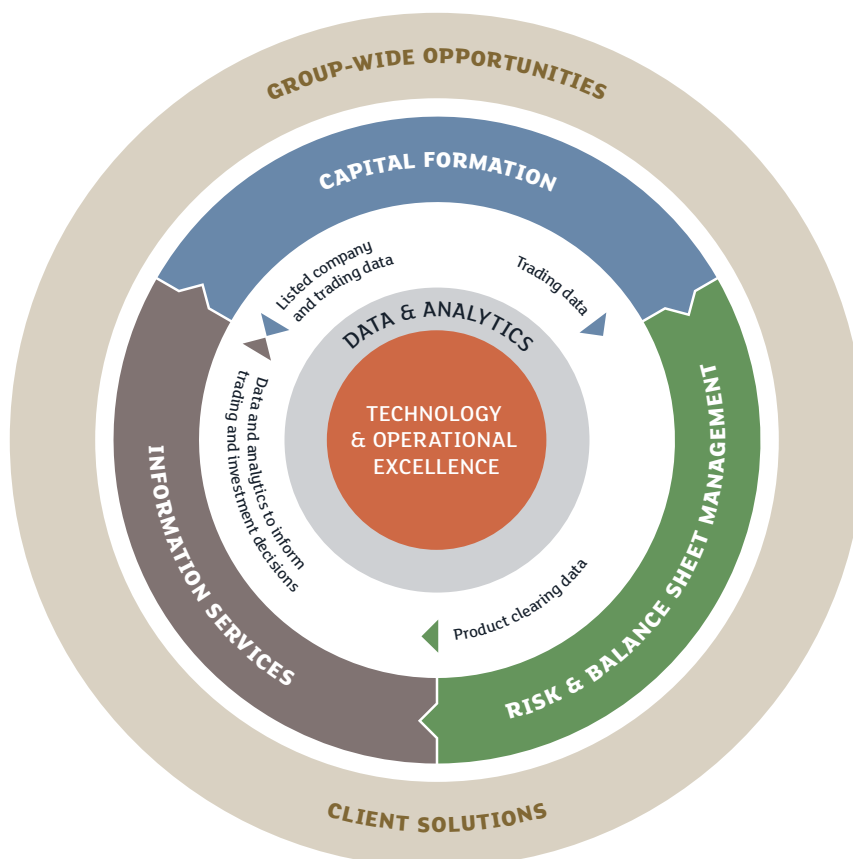 GROUP-WIDE OPPORTUNITIES
CAPITAL FORMATION
Listed company
and trading data
Trading data
DATA & ANALYTICS
TECHNOLOGY
& OPERATIONAL
EXCELLENCE
Data and analytics to inform
trading and investment decisions
INFORMATION SERVICES
RISK & BALANCE SHEET MANAGEMENT
Product clearing data
CLIENT SOLUTIONS